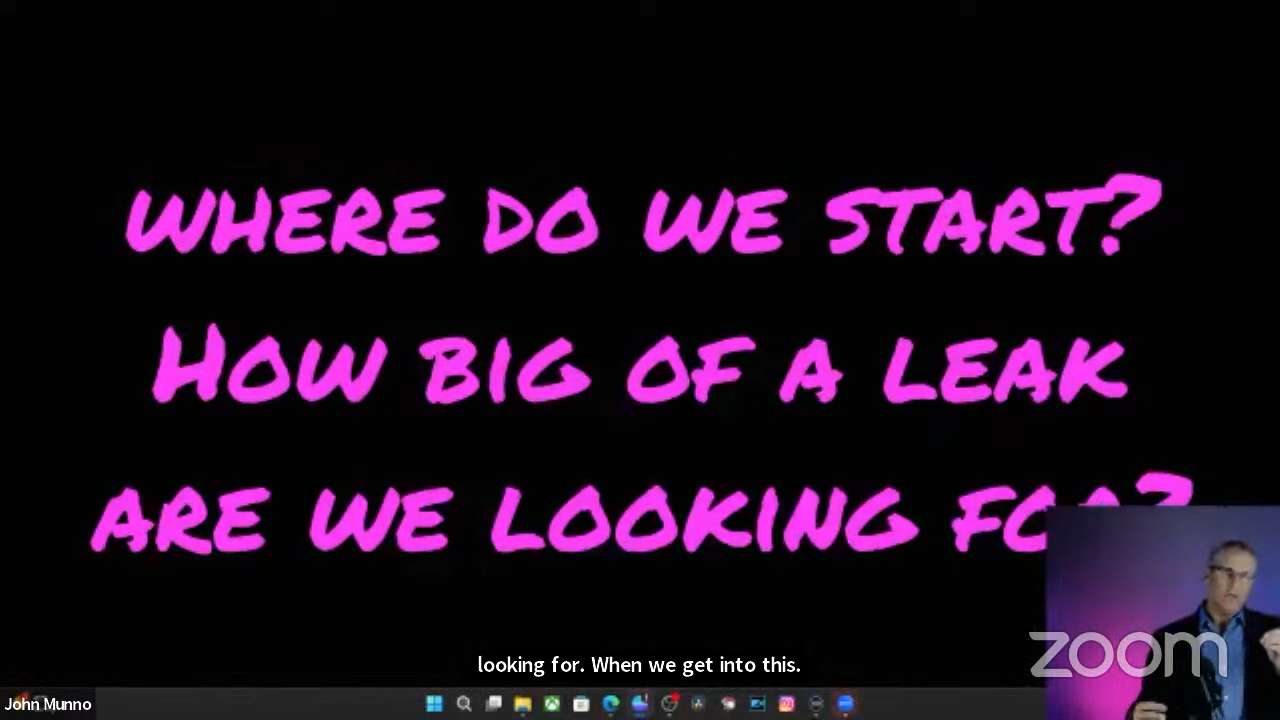 WHERE DO WE START?
HOW BIG OF A LEAK
ARE WE LOOKING FOR?
looking for. When we get into this.
John Munno
zoom